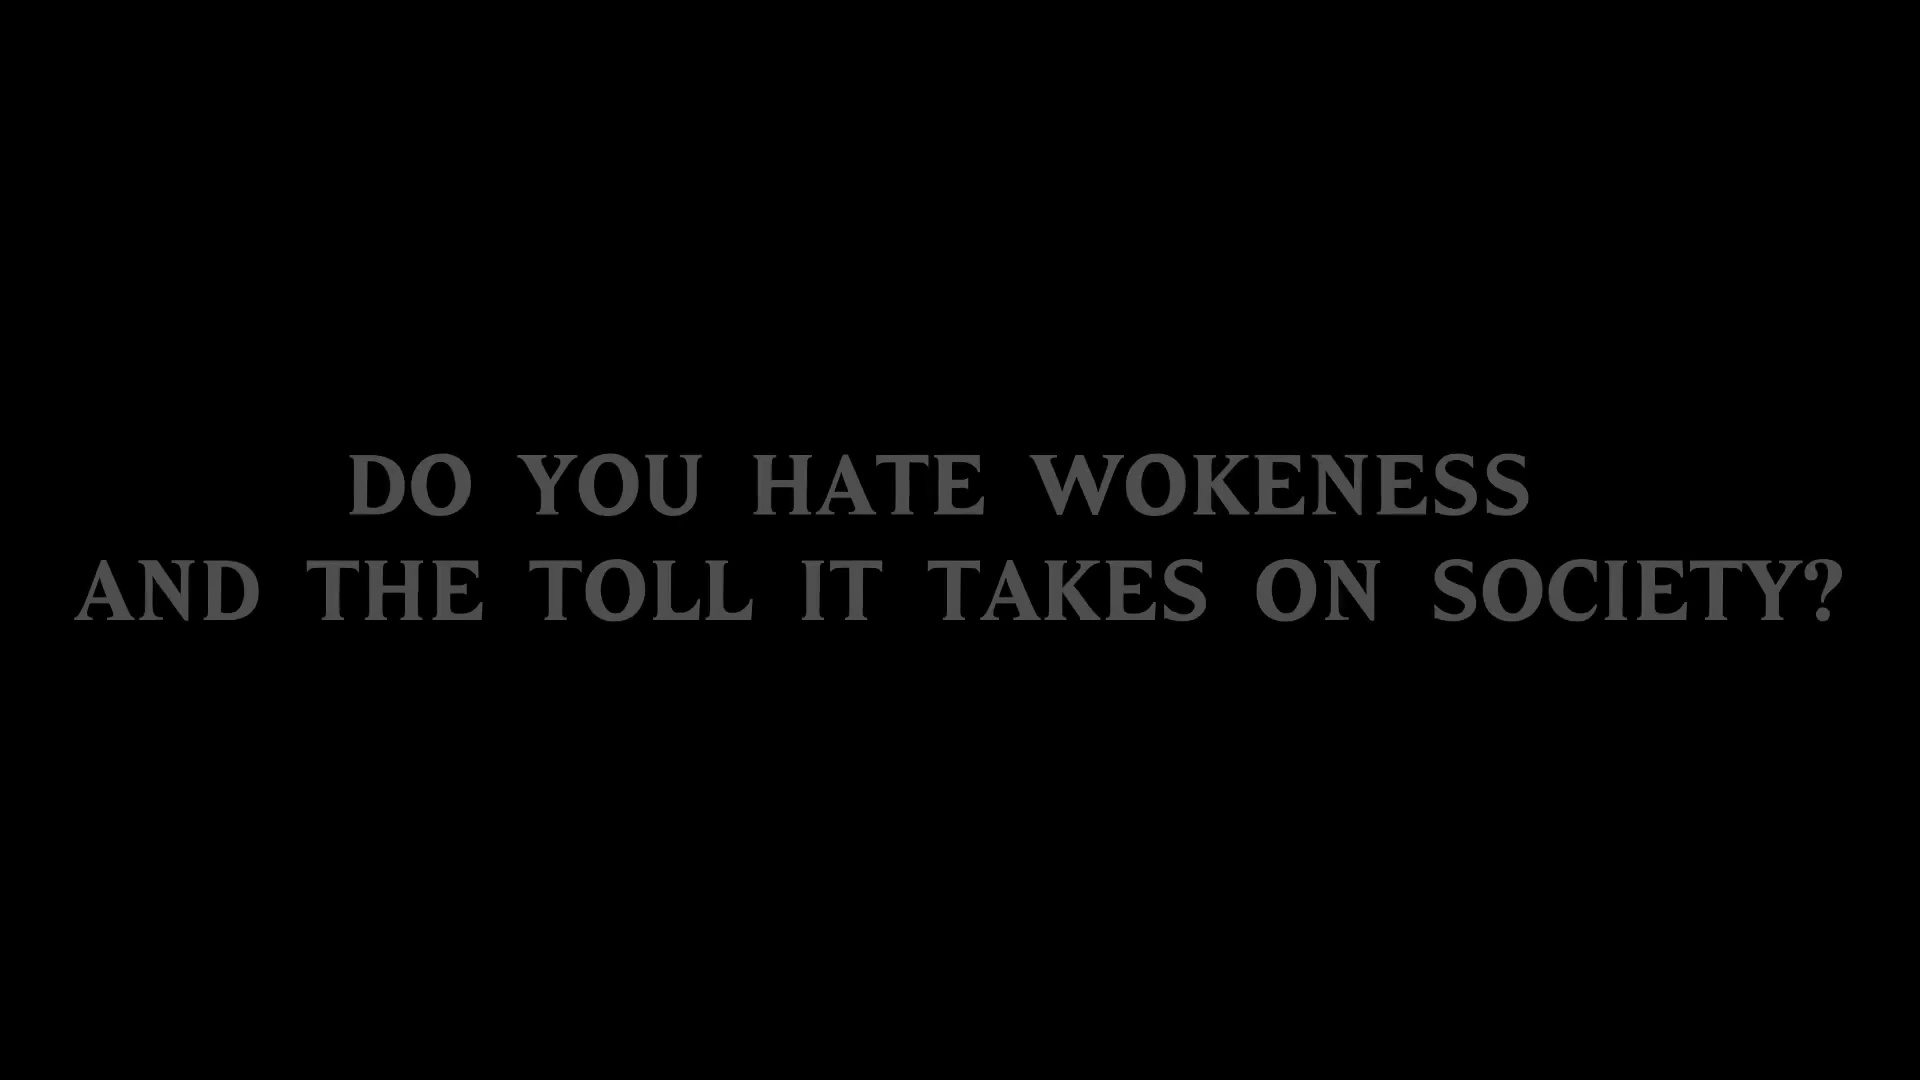 DO YOU HATE WOKENESS
AND THE TOLL IT TAKES ON SOCIETY?